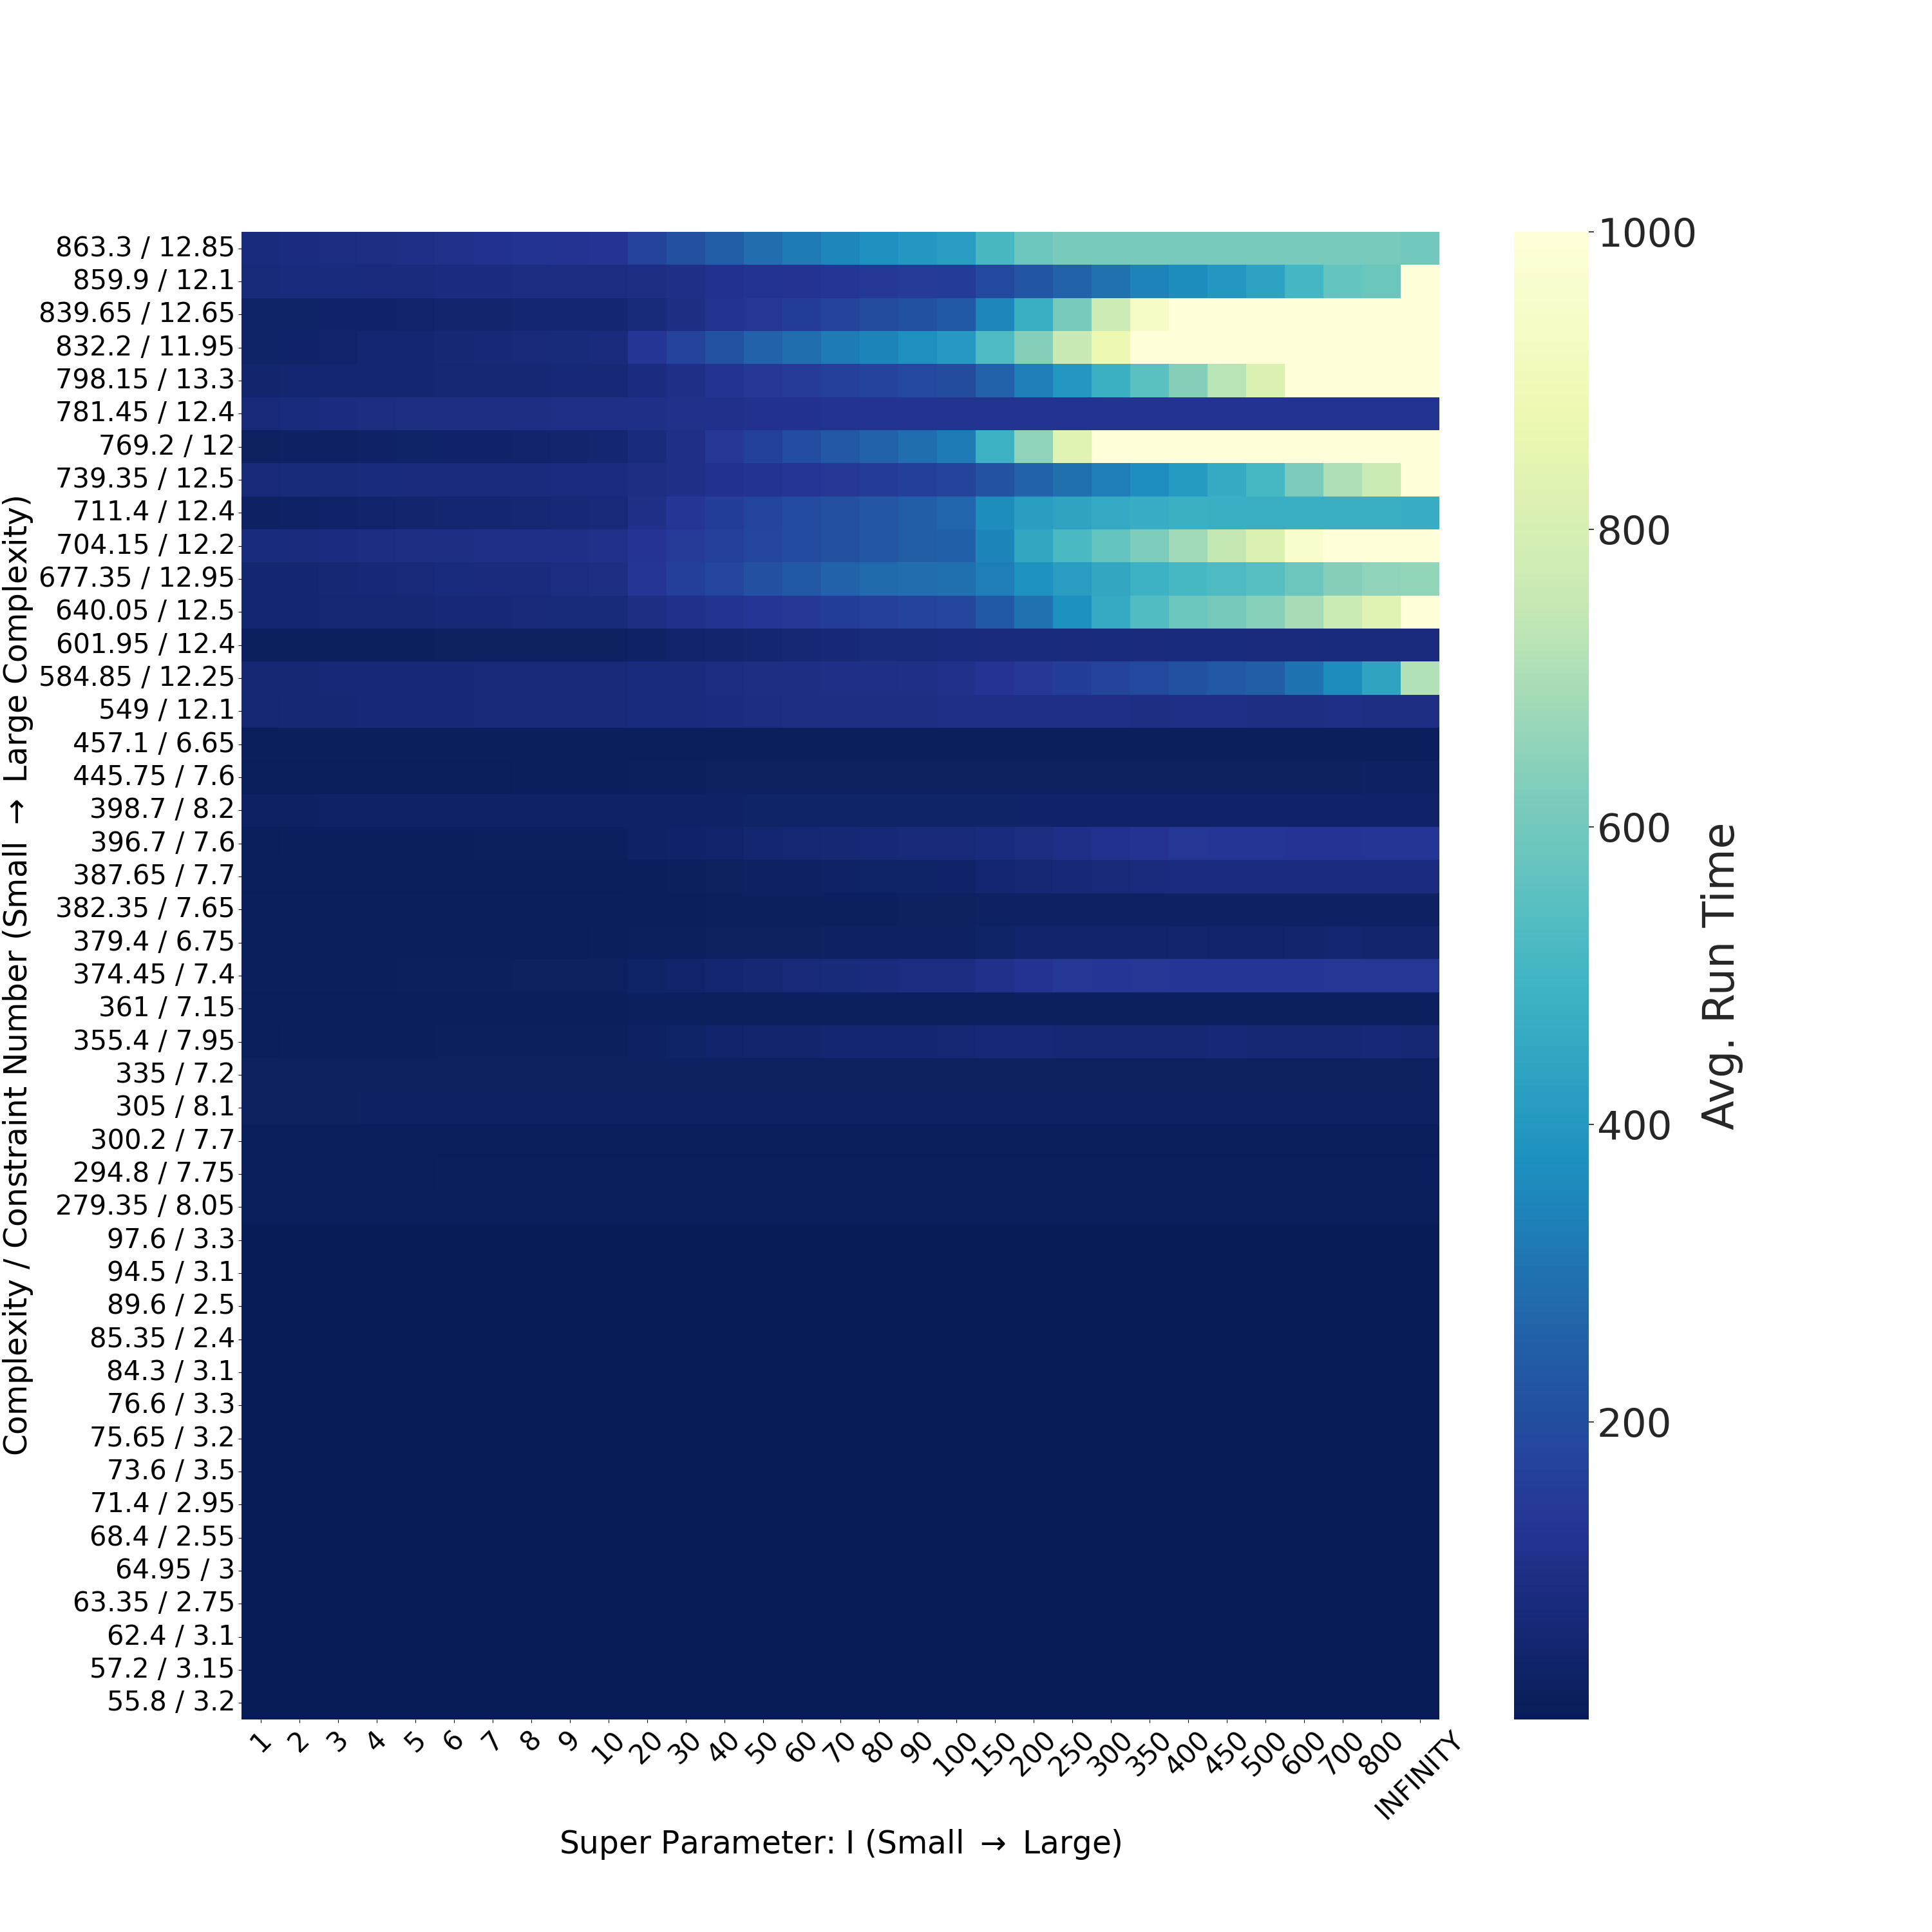 863.3 / 12.85
859.9 / 12.1
839.65 / 12.65
832.2 / 11.95
798.15 / 13.3
781.45 / 12.4
769.2 / 12
739.35 / 12.5
711.4 / 12.4
704.15 / 12.2
677.35 / 12.95
640.05 / 12.5
601.95 / 12.4
584.85 / 12.25
549 / 12.1
457.1 / 6.65
445.75 / 7.6
398.7 / 8.2
396.7 / 7.6
387.65 / 7.7
382.35 / 7.65
379.4 / 6.75
374.45 / 7.4
361 / 7.15
355.4 / 7.95
335 / 7.2
305 / 8.1
300.2 / 7.7
294.8 / 7.75
279.35 / 8.05
97.6 / 3.3
94.5 / 3.1
89.6 / 2.5
85.35 / 2.4
84.3 / 3.1
76.6 / 3.3
75.65 / 3.2
73.6 / 3.5
71.4 / 2.95
68.4 / 2.55
64.95 / 3
63.35 / 2.75
62.4 / 3.1
57.2 / 3.15
55.8 / 3.2
Complexity / Constraint Number (Small → Large Complexity)
1 2 3 4 5 6 7 8 9 10 20 30 40 50 60 70 80 90 100 150 200 250 300 350 400 450 500 600 700 800 INFINITY
Super Parameter: I (Small → Large)
1000
800
600
400
200
Avg. Run Time